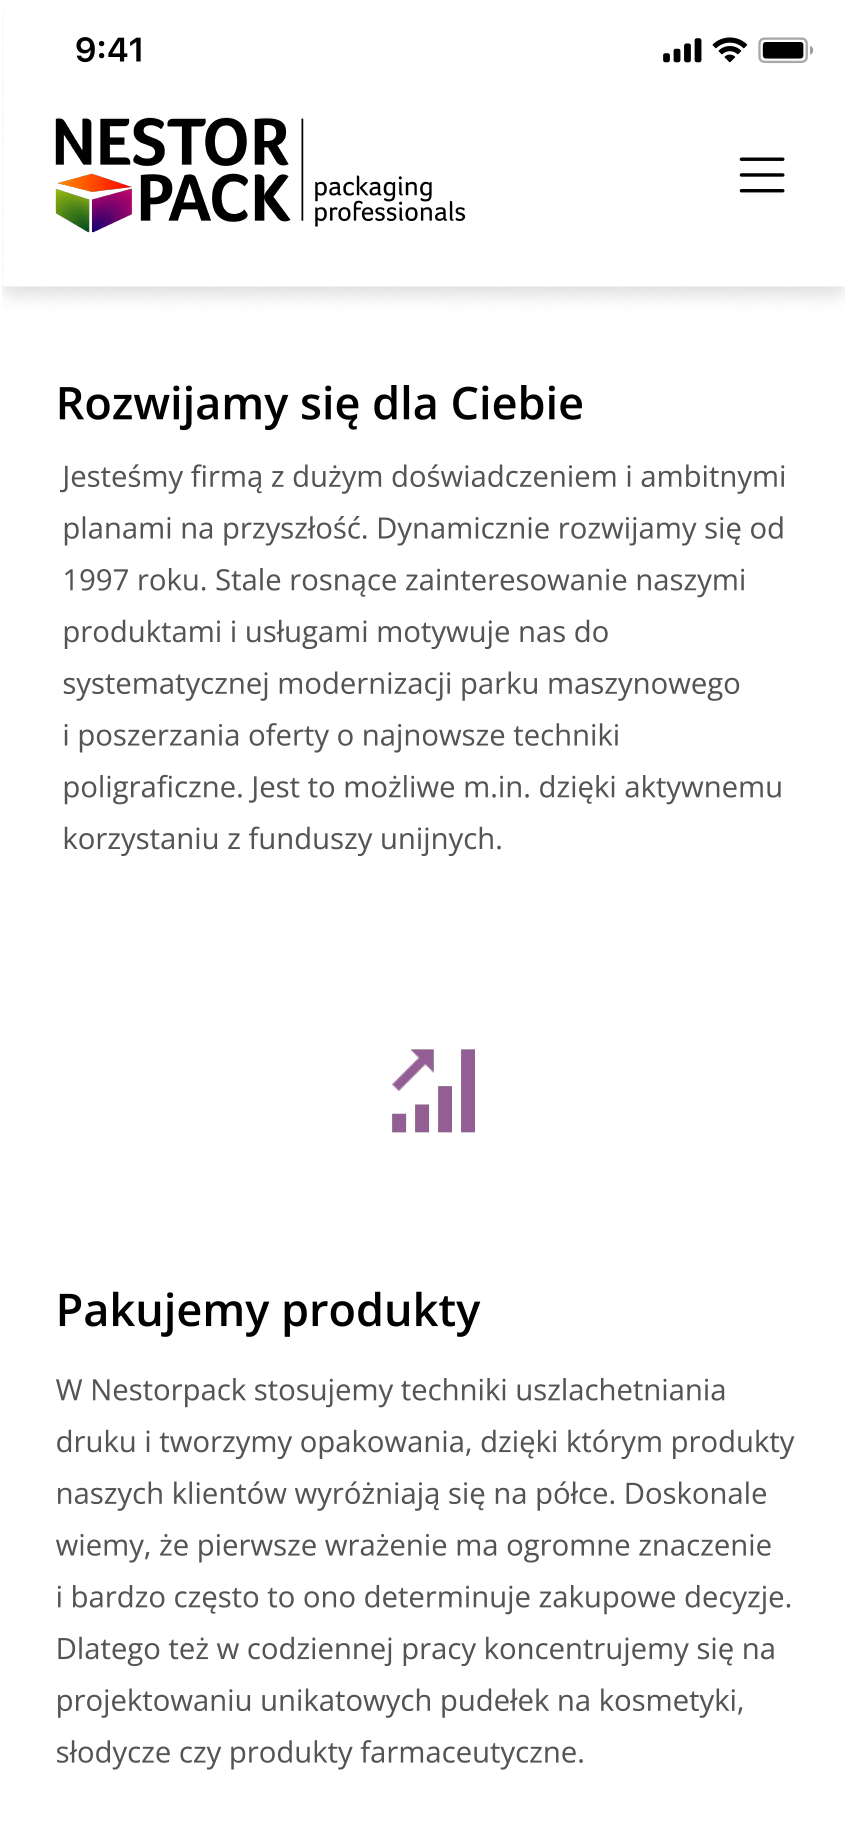 9:41
NESTOR
PACK
packaging
professionals
Rozwijamy się dla Ciebie
Jesteśmy firmą z dużym doświadczeniem i ambitnymi
planami na przyszłość. Dynamicznie rozwijamy się od
1997 roku. Stale rosnące zainteresowanie naszymi
produktami i usługami motywuje nas do
systematycznej modernizacji parku maszynowego
i poszerzania oferty o najnowsze techniki
poligraficzne. Jest to możliwe m.in. dzięki aktywnemu
korzystaniu z funduszy unijnych.
Pakujemy produkty
W Nestorpack stosujemy techniki uszlachetniania
druku i tworzymy opakowania, dzięki którym produkty
naszych klientów wyróżniają się na półce. Doskonale
wiemy, że pierwsze wrażenie ma ogromne znaczenie
i bardzo często to ono determinuje zakupowe decyzje.
Dlatego też w codziennej pracy koncentrujemy się na
projektowaniu unikatowych pudełek na kosmetyki,
słodycze czy produkty farmaceutyczne.